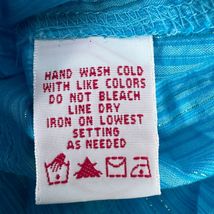 HAND WASH COLD
WITH LIKE COLORS
DO NOT BLEACH
LINE DRY
IRON ON LOWEST
SETTING
AS NEEDED